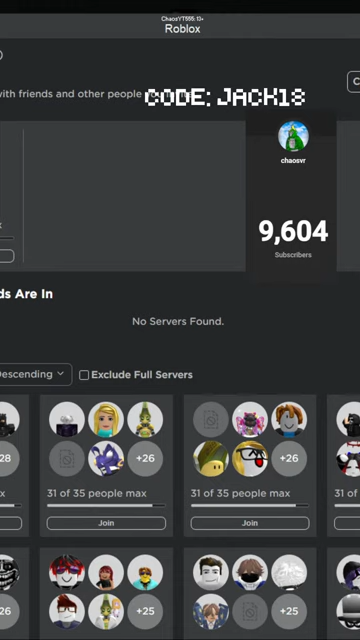 ChaosYT555:13+
Roblox
with friends and other people you
CODE: JACK18
chaosvr
9,604
Subscribers
ds Are In
No Servers Found.
Descending
Exclude Full Servers
+28
+26
+26
31 of 35 people max
31 of 35 people max
Join
Join
+26
+25
+25